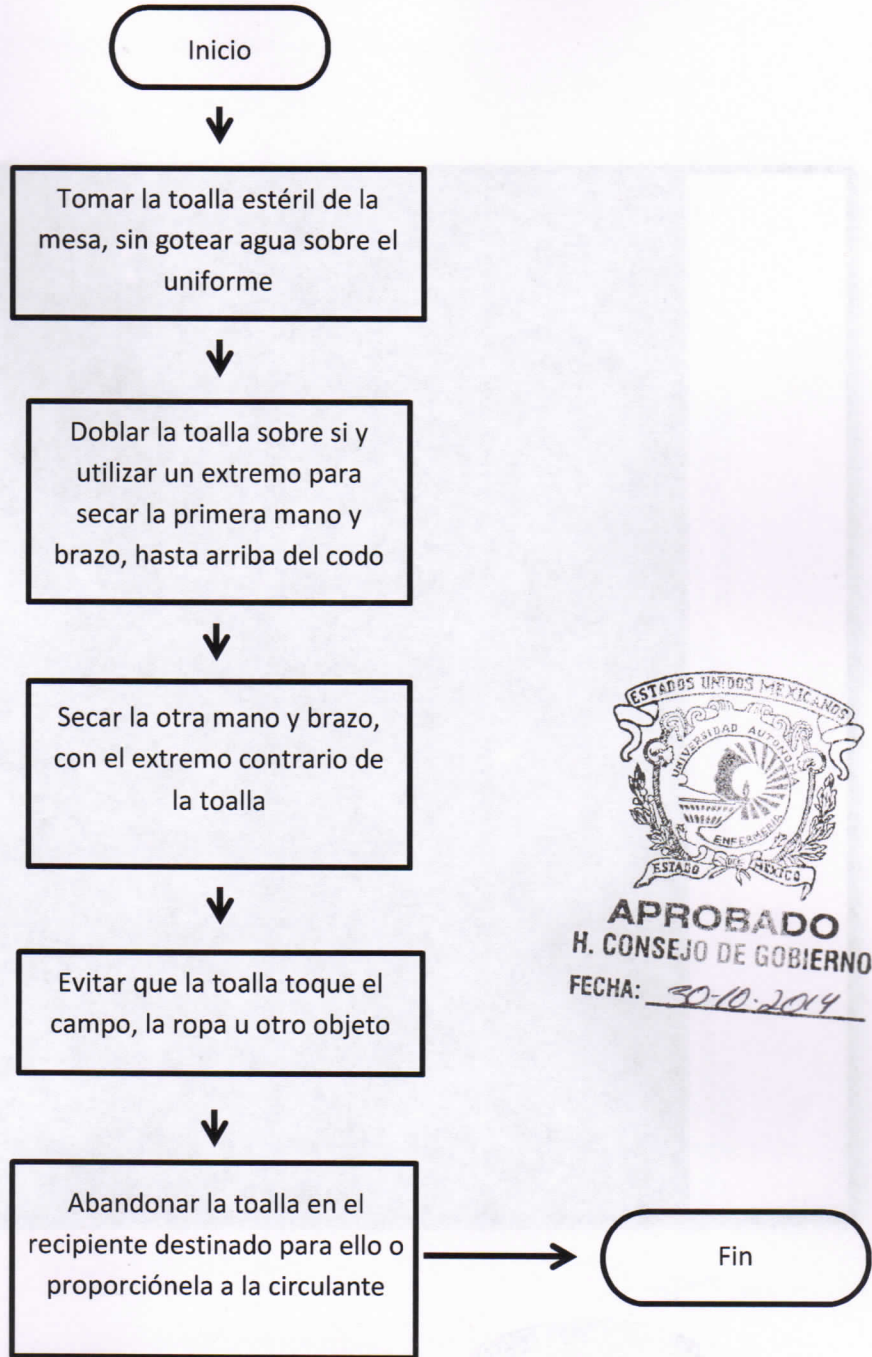 Inicio
Tomar la toalla estéril de la
mesa, sin gotear agua sobre el
uniforme
Doblar la toalla sobre si y
utilizar un extremo para
secar la primera mano y
brazo, hasta arriba del codo
Secar la otra mano y brazo,
con el extremo contrario de
la toalla
ESTADOS UNIDOS MEXICANOS
UNIVERSIDAD AUTONOMA
ENFERMERIA
ESTADO MEXICO
APROBADO
H. CONSEJO DE GOBIERNO
FECHA: 30-10-2014
Evitar que la toalla toque el
campo, la ropa u otro objeto
Abandonar la toalla en el
recipiente destinado para ello o
proporciónela a la circulante
Fin